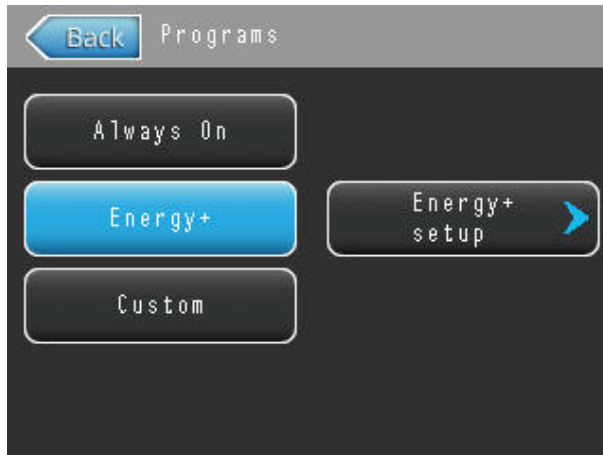 Back Programs
Always On
Energy+
Energy+
setup
Custom